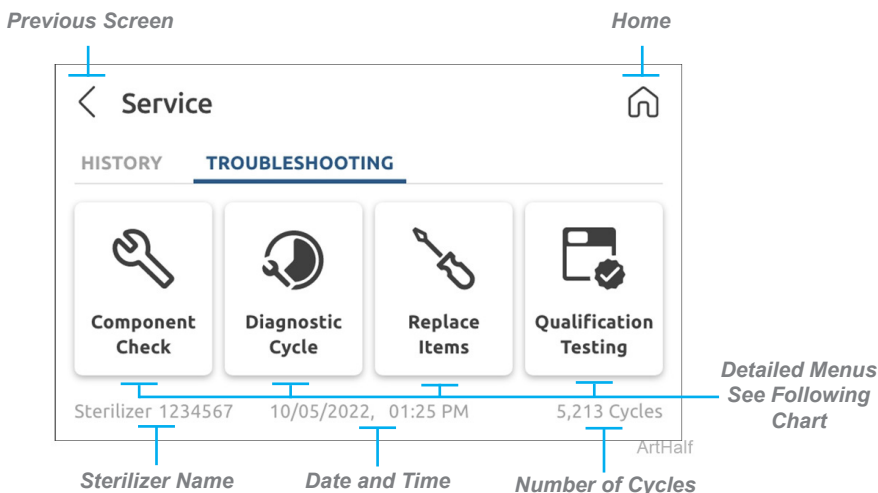 Previous Screen
Home
Service
HISTORY
TROUBLESHOOTING
Component
Check
Diagnostic
Cycle
Replace
Items
Qualification
Testing
Detailed Menus
See Following
Chart
Sterilizer 1234567
10/05/2022, 01:25 PM
5,213 Cycles
ArtHalf
Sterilizer Name
Date and Time
Number of Cycles